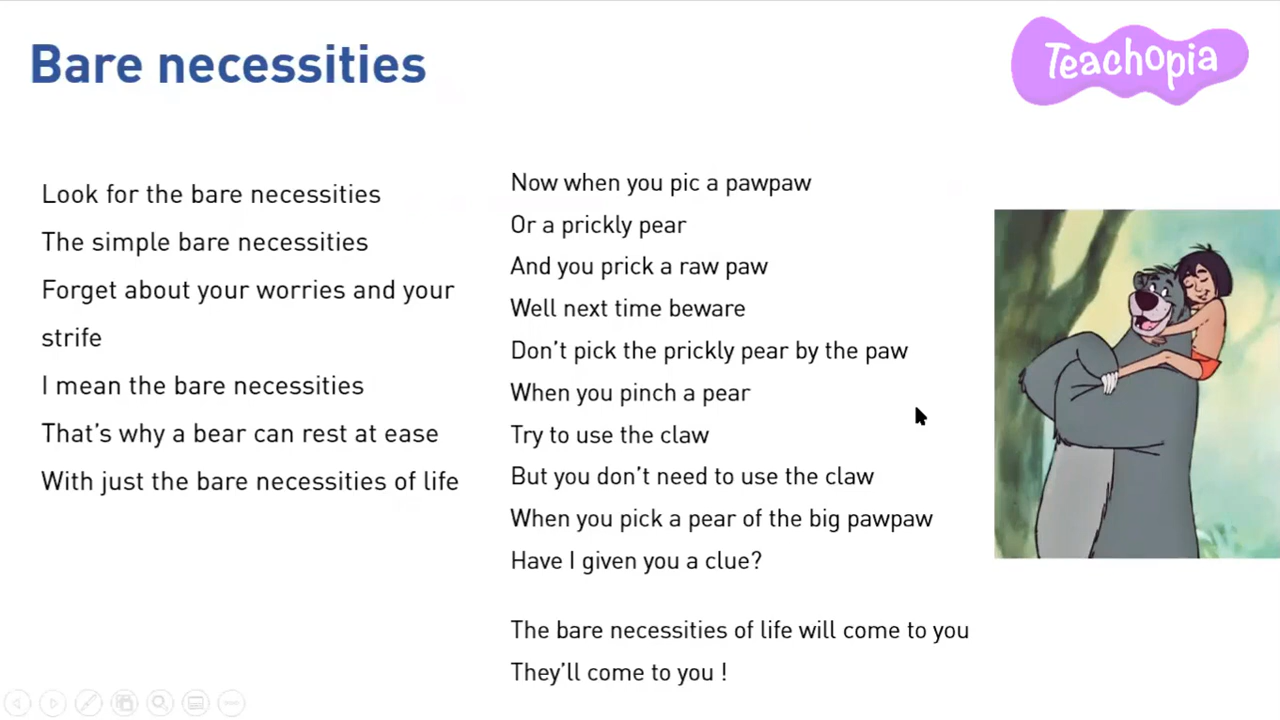 Bare necessities
Teachopia
Look for the bare necessities
The simple bare necessities
Forget about your worries and your
strife
I mean the bare necessities
That's why a bear can rest at ease
With just the bare necessities of life
Now when you pic a pawpaw
Or a prickly pear
And you prick a raw paw
Well next time beware
Don't pick the prickly pear by the paw
When you pinch a pear
Try to use the claw
But you don't need to use the claw
When you pick a pear of the big pawpaw
Have I given you a clue?
The bare necessities of life will come to you
They'll come to you !